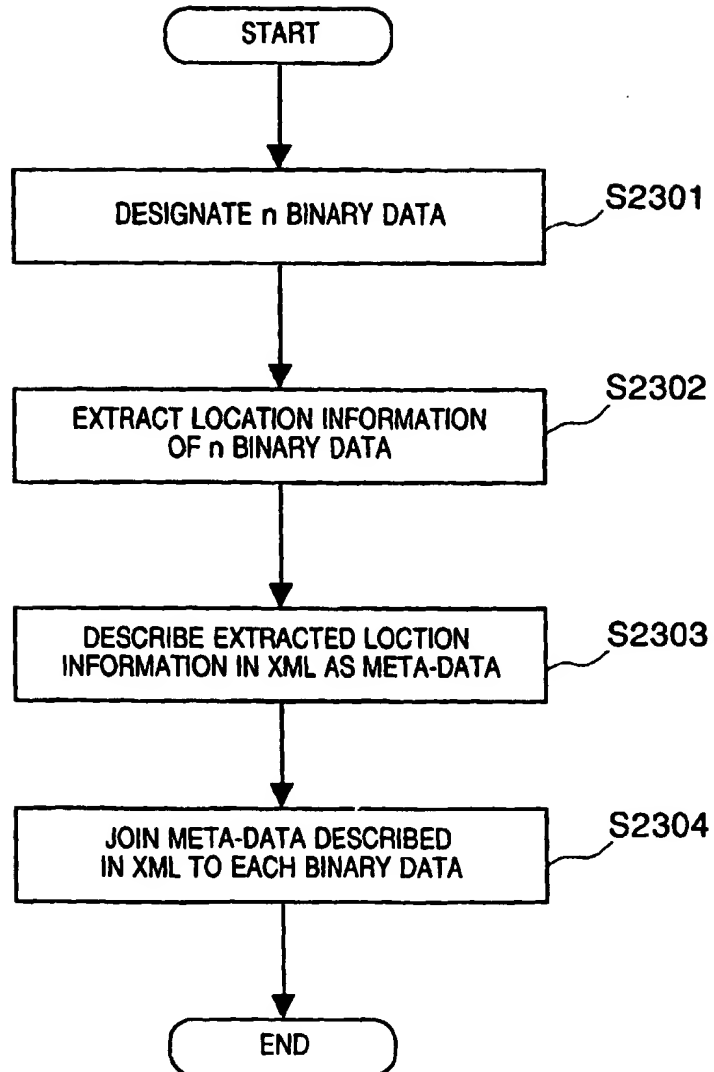 START
DESIGNATE n BINARY DATA
S2301
EXTRACT LOCATION INFORMATION
OF n BINARY DATA
S2302
DESCRIBE EXTRACTED LOCTION
INFORMATION IN XML AS META-DATA
S2303
JOIN META-DATA DESCRIBED
IN XML TO EACH BINARY DATA
S2304
END